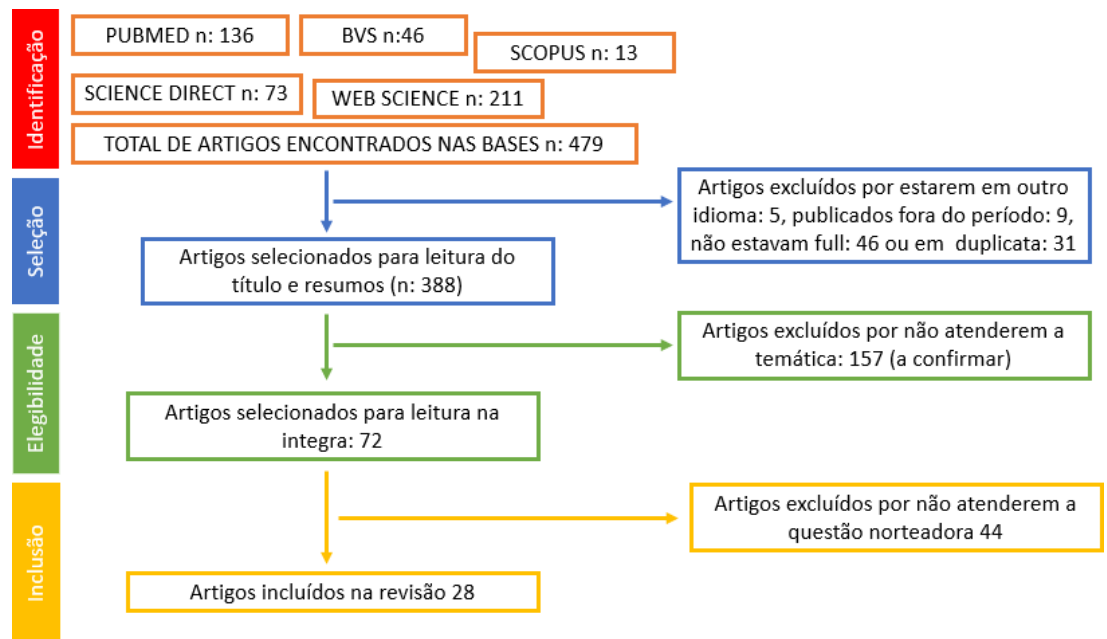 Identificação
PUBMED n: 136
BVS n:46
SCOPUS n: 13
SCIENCE DIRECT n: 73
WEB SCIENCE n: 211
TOTAL DE ARTIGOS ENCONTRADOS NAS BASES n: 479
Seleção
Artigos excluídos por estarem em outro
idioma: 5, publicados fora do período: 9,
não estavam full: 46 ou em duplicata: 31
Artigos selecionados para leitura do
título e resumos (n: 388)
Elegibilidade
Artigos excluídos por não atenderem a
temática: 157 (a confirmar)
Artigos selecionados para leitura na
integra: 72
Inclusão
Artigos excluídos por não atenderem a
questão norteadora 44
Artigos incluídos na revisão 28